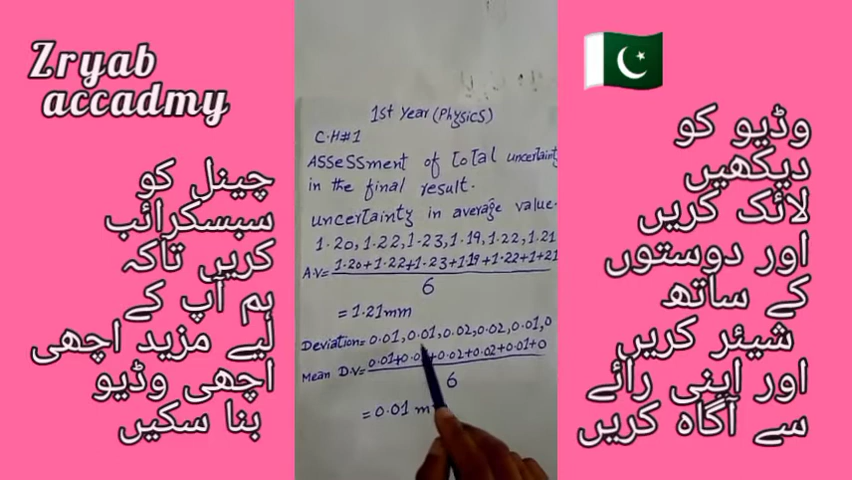 Zryab
accadmy
چینل کو
سبسکرائب
کریں تاکہ
ہم آپ کے
لیے مزید اچھی
اچھی وڈیو
بنا سکیں
1st Year (Physics)
C.H#1
Assessment of total uncertaint
in the final result.
uncertainty in average value.
1.20, 1.22, 1.23, 1.19, 1.22, 1.21
A.V= 1.20+1.22+1.23+1.19+1.22+1+21
6
= 1.21mm
Deviation= 0.01, 0.01, 0.02, 0.02, 0.01, 0
Mean D.V= 0.01+0.01+0.02+0.02+0.01+0
6
= 0.01 m
وڈیو کو
دیکھیں
لائک کریں
اور دوستوں
کے ساتھ
شیئر کریں
اور اپنی رائے
سے آگاہ کریں